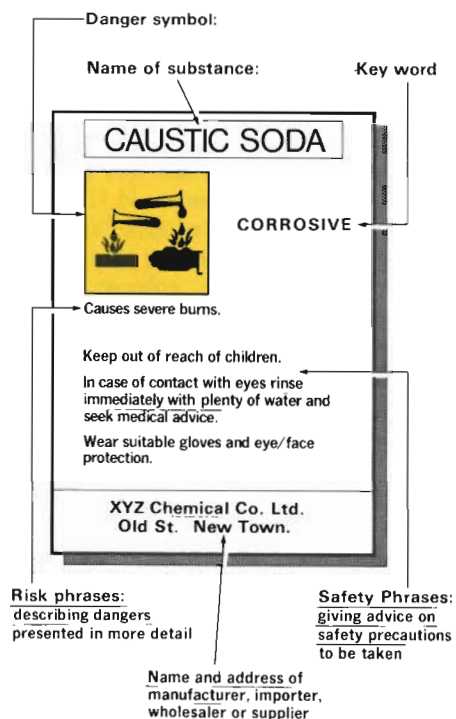 Danger symbol:
Name of substance:
Key word
CAUSTIC SODA
CORROSIVE
Causes severe burns.
Keep out of reach of children.
In case of contact with eyes rinse
immediately with plenty of water and
seek medical advice.
Wear suitable gloves and eye/face
protection.
XYZ Chemical Co. Ltd.
Old St. New Town.
Risk phrases:
describing dangers
presented in more detail
Safety Phrases:
giving advice on
safety precautions
to be taken
Name and address of
manufacturer, importer,
wholesaler or supplier